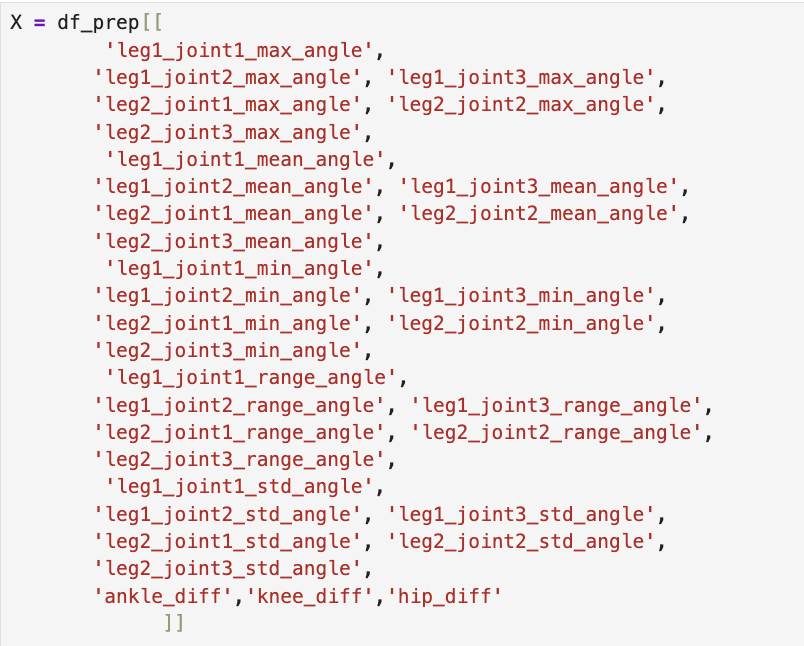 X = df_prep[[
'leg1_joint1_max_angle',
'leg1_joint2_max_angle', 'leg1_joint3_max_angle',
'leg2_joint1_max_angle', 'leg2_joint2_max_angle',
'leg2_joint3_max_angle',
'leg1_joint1_mean_angle',
'leg1_joint2_mean_angle', 'leg1_joint3_mean_angle',
'leg2_joint1_mean_angle', 'leg2_joint2_mean_angle',
'leg2_joint3_mean_angle',
'leg1_joint1_min_angle',
'leg1_joint2_min_angle', 'leg1_joint3_min_angle',
'leg2_joint1_min_angle', 'leg2_joint2_min_angle',
'leg2_joint3_min_angle',
'leg1_joint1_range_angle',
'leg1_joint2_range_angle', 'leg1_joint3_range_angle',
'leg2_joint1_range_angle', 'leg2_joint2_range_angle',
'leg2_joint3_range_angle',
'leg1_joint1_std_angle',
'leg1_joint2_std_angle', 'leg1_joint3_std_angle',
'leg2_joint1_std_angle', 'leg2_joint2_std_angle',
'leg2_joint3_std_angle',
'ankle_diff','knee_diff','hip_diff'
]]